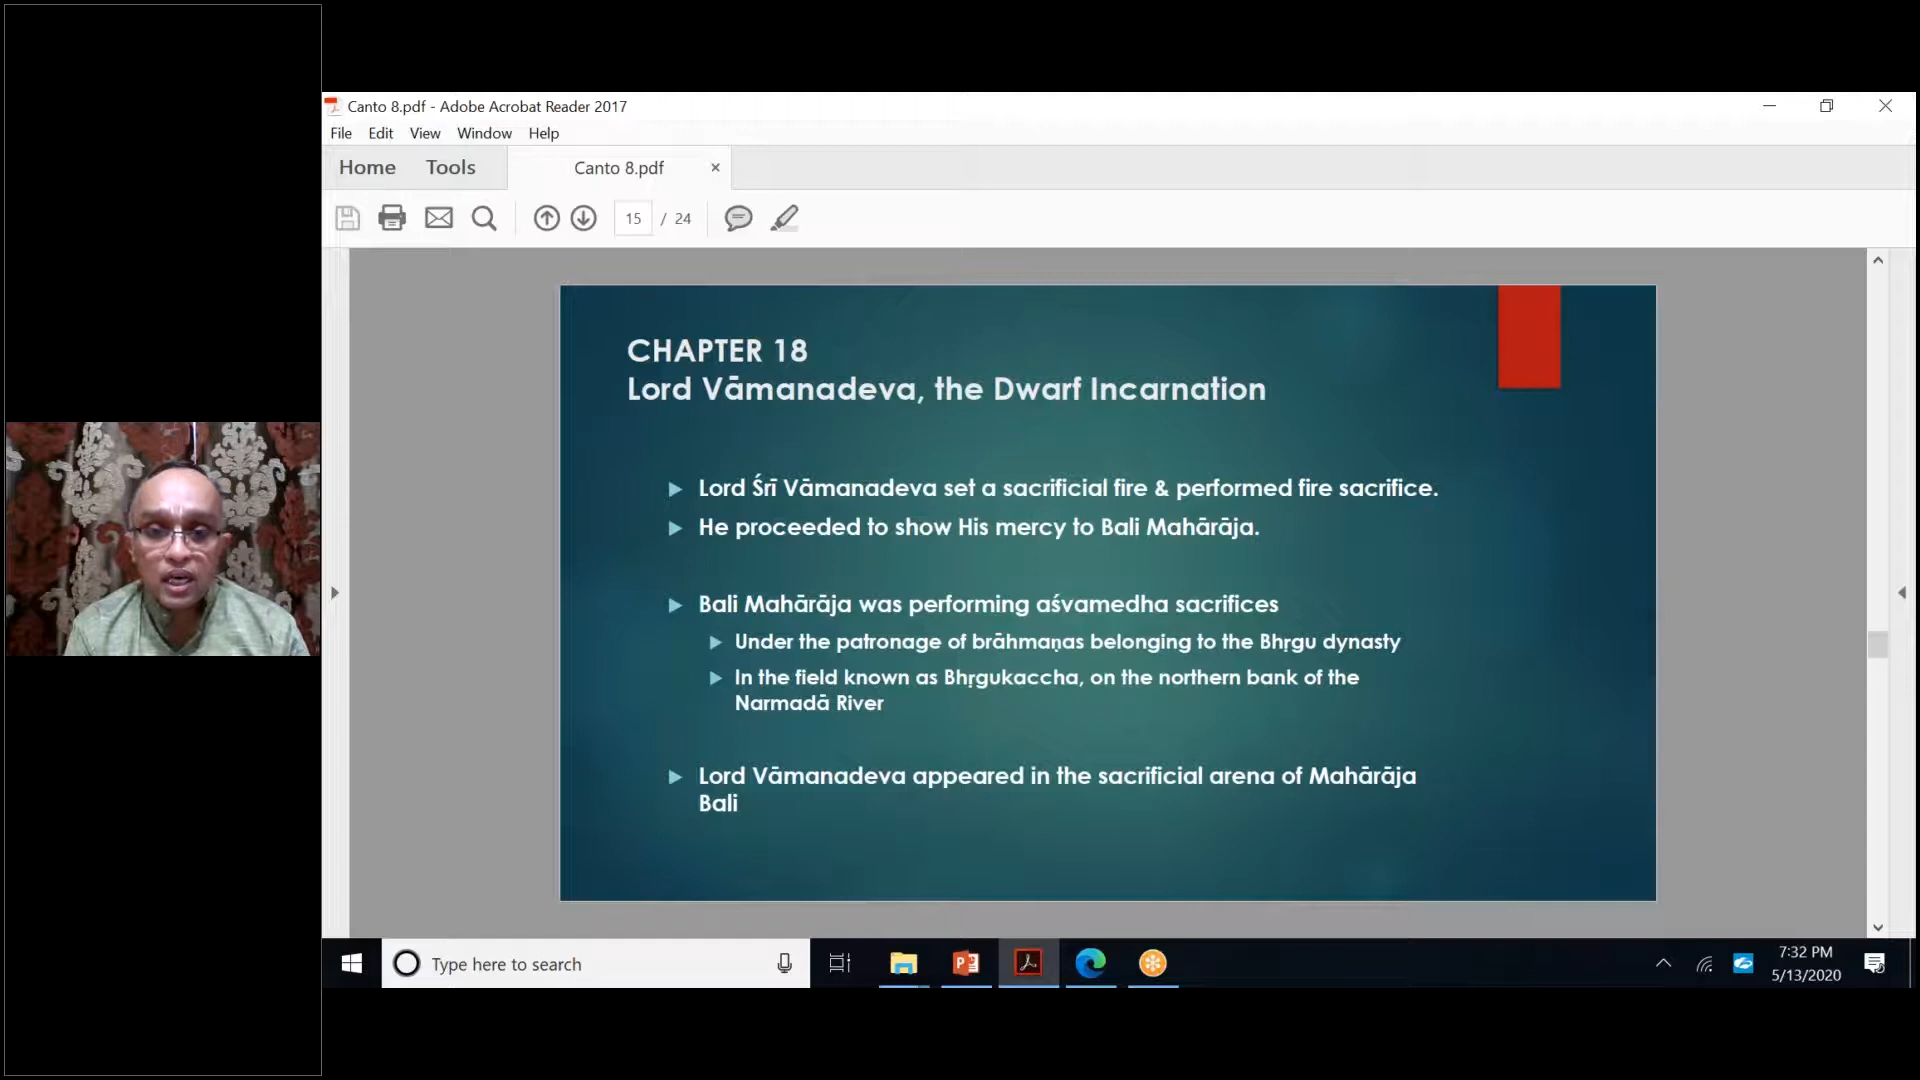 Canto 8.pdf - Adobe Acrobat Reader 2017
File Edit View Window Help
Home Tools Canto 8.pdf ×
15 / 24
CHAPTER 18
Lord Vāmanadeva, the Dwarf Incarnation
Lord Śrī Vāmanadeva set a sacrificial fire & performed fire sacrifice.
He proceeded to show His mercy to Bali Mahārāja.
Bali Mahārāja was performing aśvamedha sacrifices
Under the patronage of brāhmaṇas belonging to the Bhṛgu dynasty
In the field known as Bhṛgukaccha, on the northern bank of the
Narmadā River
Lord Vāmanadeva appeared in the sacrificial arena of Mahārāja
Bali
Type here to search
7:32 PM
5/13/2020